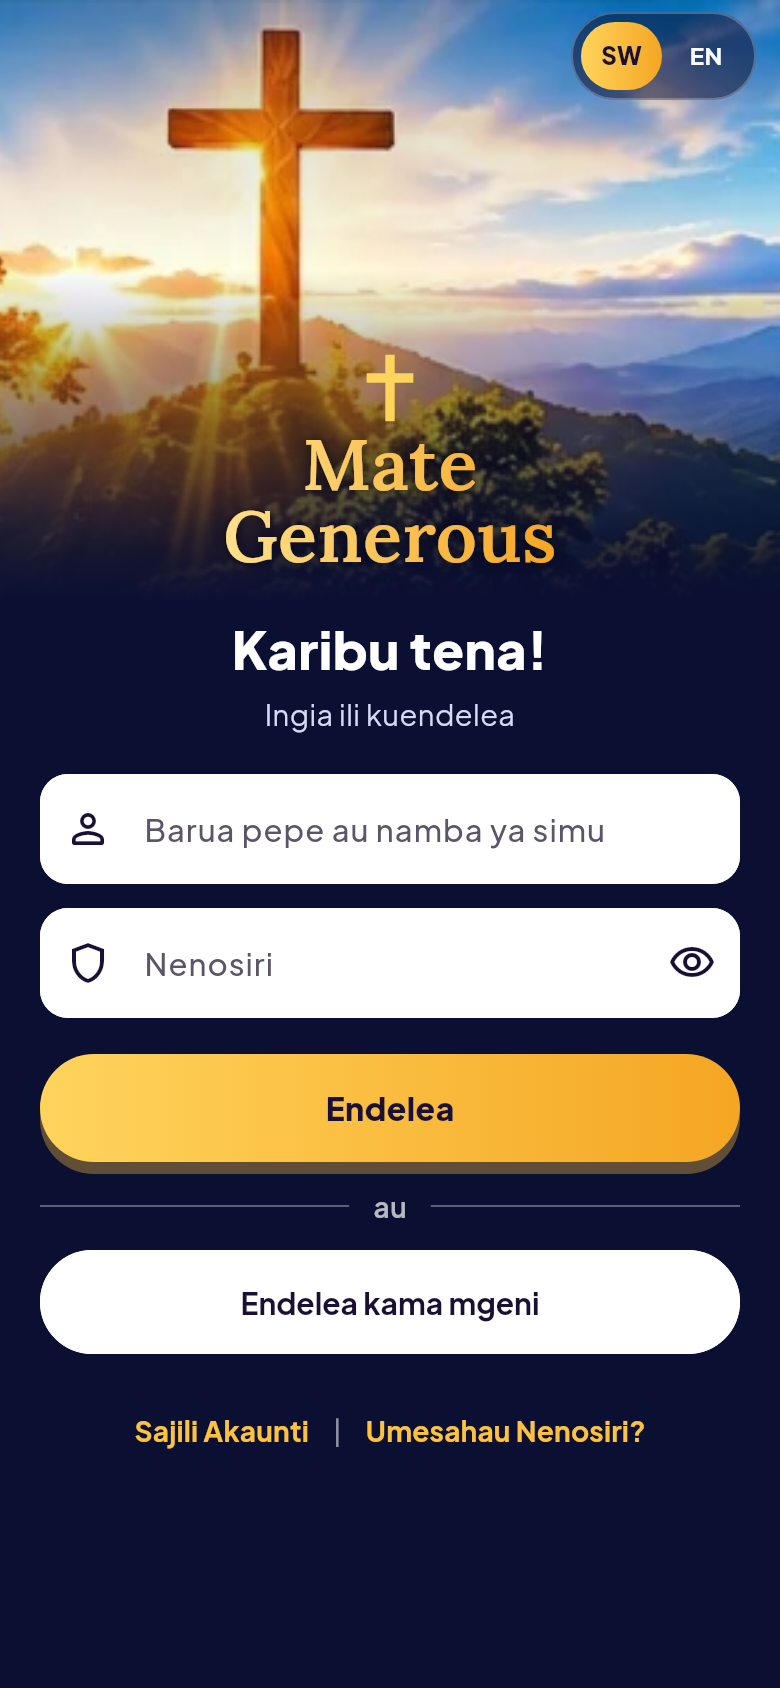 SW EN
Mate
Generous
Karibu tena!
Ingia ili kuendelea
Barua pepe au namba ya simu
Nenosiri
Endelea
au
Endelea kama mgeni
Sajili Akaunti | Umesahau Nenosiri?